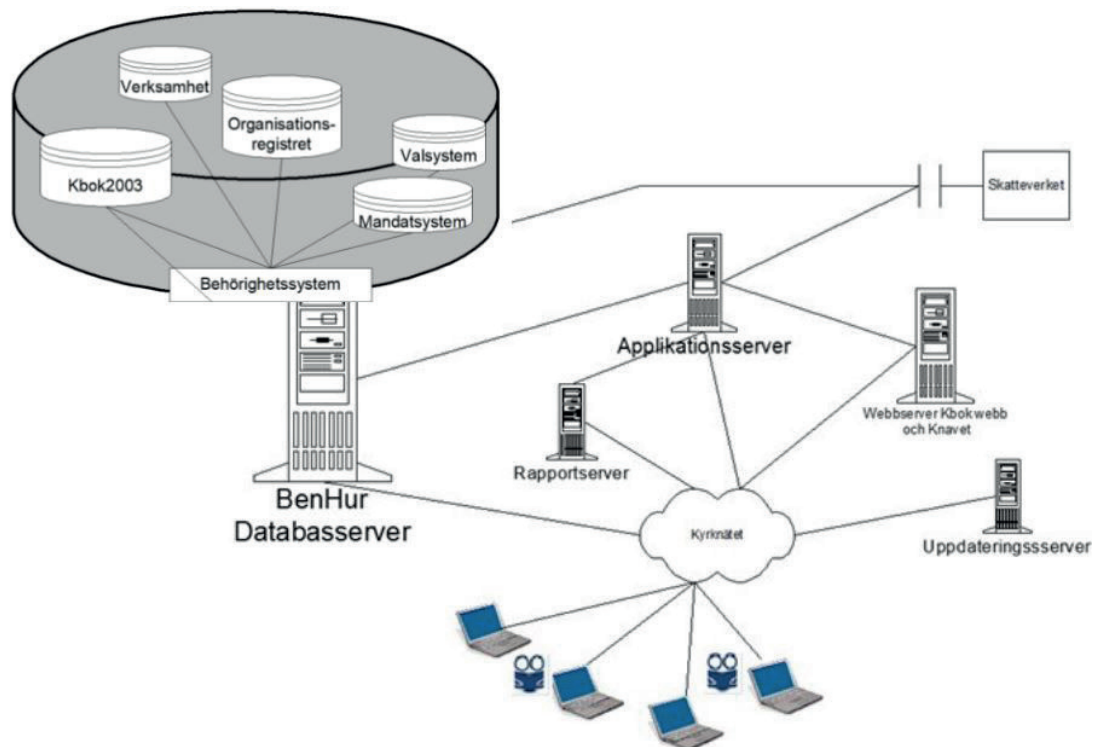 Verksamhet
Organisations-
registret
Valsystem
Kbok2003
Mandatsystem
Behörighetssystem
Skatteverket
Applikationsserver
Webbserver Kbok webb
och Knavet
Rapportserver
BenHur
Databasserver
Kyrknätet
Uppdateringssserver